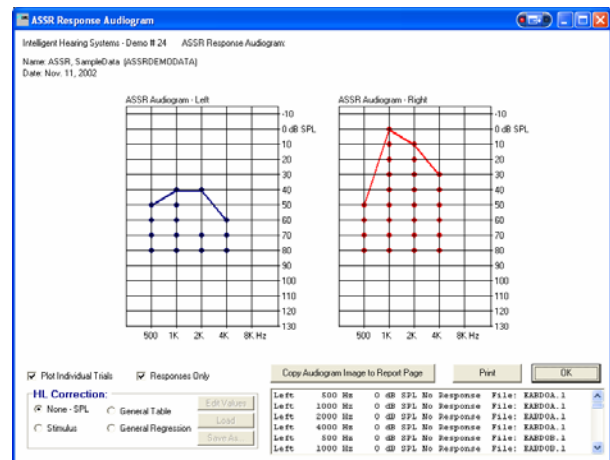 ASSR Response Audiogram
Intelligent Hearing Systems - Demo # 24 ASSR Response Audiogram:
Name: ASSR, SampleData (ASSRDEMODATA)
Date: Nov. 11, 2002
ASSR Audiogram - Left
-10
0 dB SPL
10
20
30
40
50
60
70
80
90
100
110
120
130
500 1K 2K 4K 8K Hz
ASSR Audiogram - Right
-10
0 dB SPL
10
20
30
40
50
60
70
80
90
100
110
120
130
500 1K 2K 4K 8K Hz
Plot Individual Trials
Responses Only
Copy Audiogram Image to Report Page
Print
OK
HL Correction:
None - SPL
General Table
Edit Values
Stimulus
General Regression
Load
Save As...
Left 500 Hz 0 dB SPL No Response File: KABD0A.1
Left 1000 Hz 0 dB SPL No Response File: KABD0A.1
Left 2000 Hz 0 dB SPL No Response File: KABD0A.1
Left 4000 Hz 0 dB SPL No Response File: KABD0A.1
Left 500 Hz 0 dB SPL No Response File: KABD0B.1
Left 1000 Hz 0 dB SPL No Response File: KABD0B.1